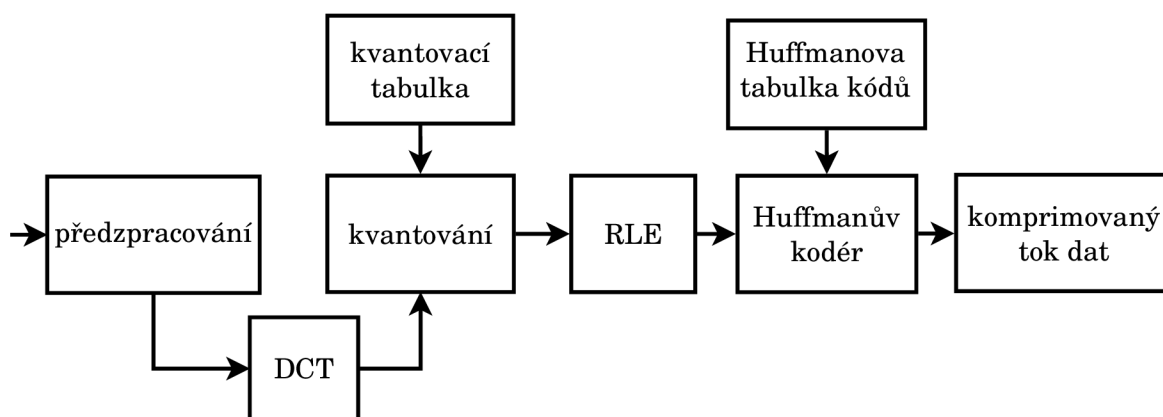 kvantovací
tabulka
Huffmanova
tabulka kódů
předzpracování
kvantování
RLE
Huffmanův
kodér
komprimovaný
tok dat
DCT